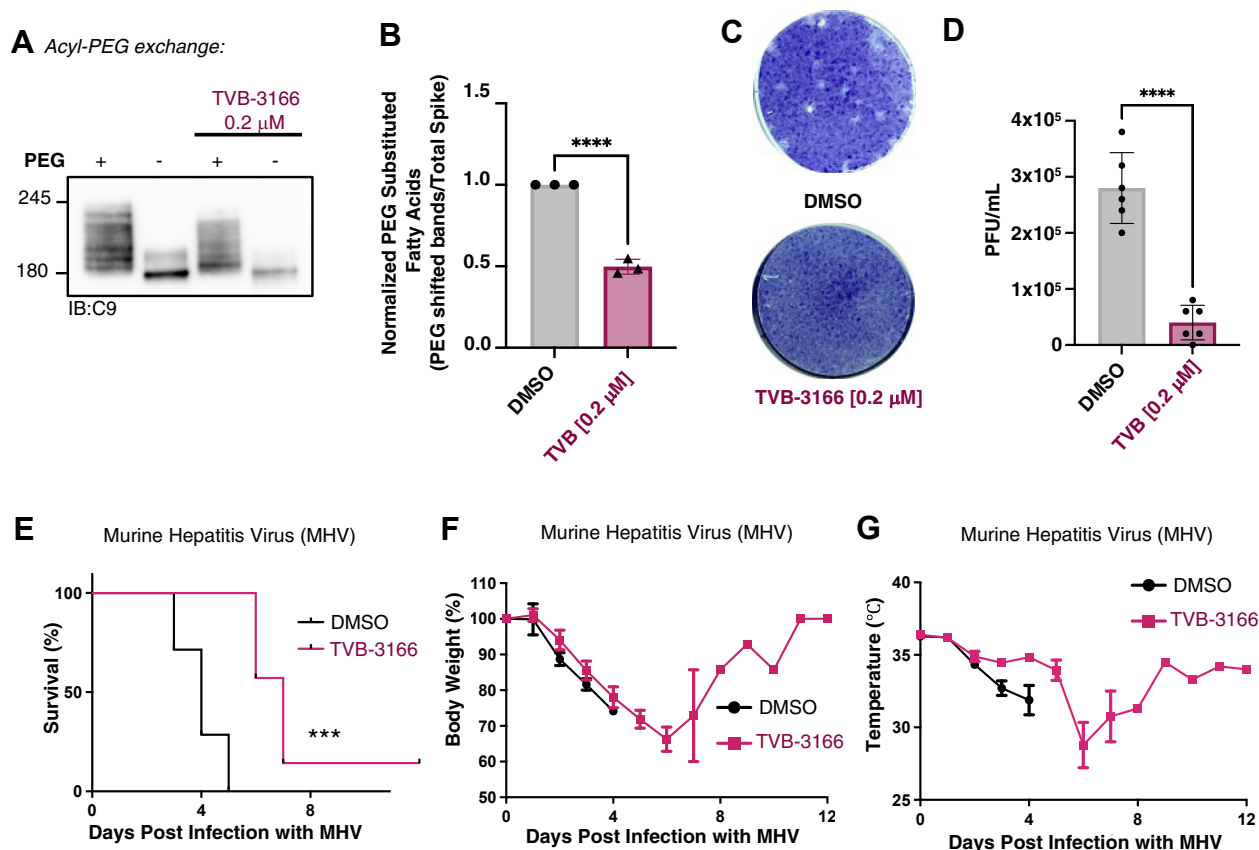 A Acyl-PEG exchange:
TVB-3166
0.2 μM
PEG + - + -
245
180
IB:C9
B
Normalized PEG Substituted
Fatty Acids
(PEG shifted bands/Total Spike)
1.5
1.0
0.5
0.0
****
DMSO
TVB [0.2 μM]
C
DMSO
TVB-3166 [0.2 μM]
D
PFU/mL
4x10⁵
3x10⁵
2x10⁵
1x10⁵
0
****
DMSO
TVB [0.2 μM]
E
Murine Hepatitis Virus (MHV)
Survival (%)
100
50
0
DMSO
TVB-3166
***
0 4 8
Days Post Infection with MHV
F
Murine Hepatitis Virus (MHV)
Body Weight (%)
110
100
90
80
70
60
50
DMSO
TVB-3166
0 4 8 12
Days Post Infection with MHV
G
Murine Hepatitis Virus (MHV)
Temperature (℃)
40
35
30
25
DMSO
TVB-3166
0 4 8 12
Days Post Infection with MHV